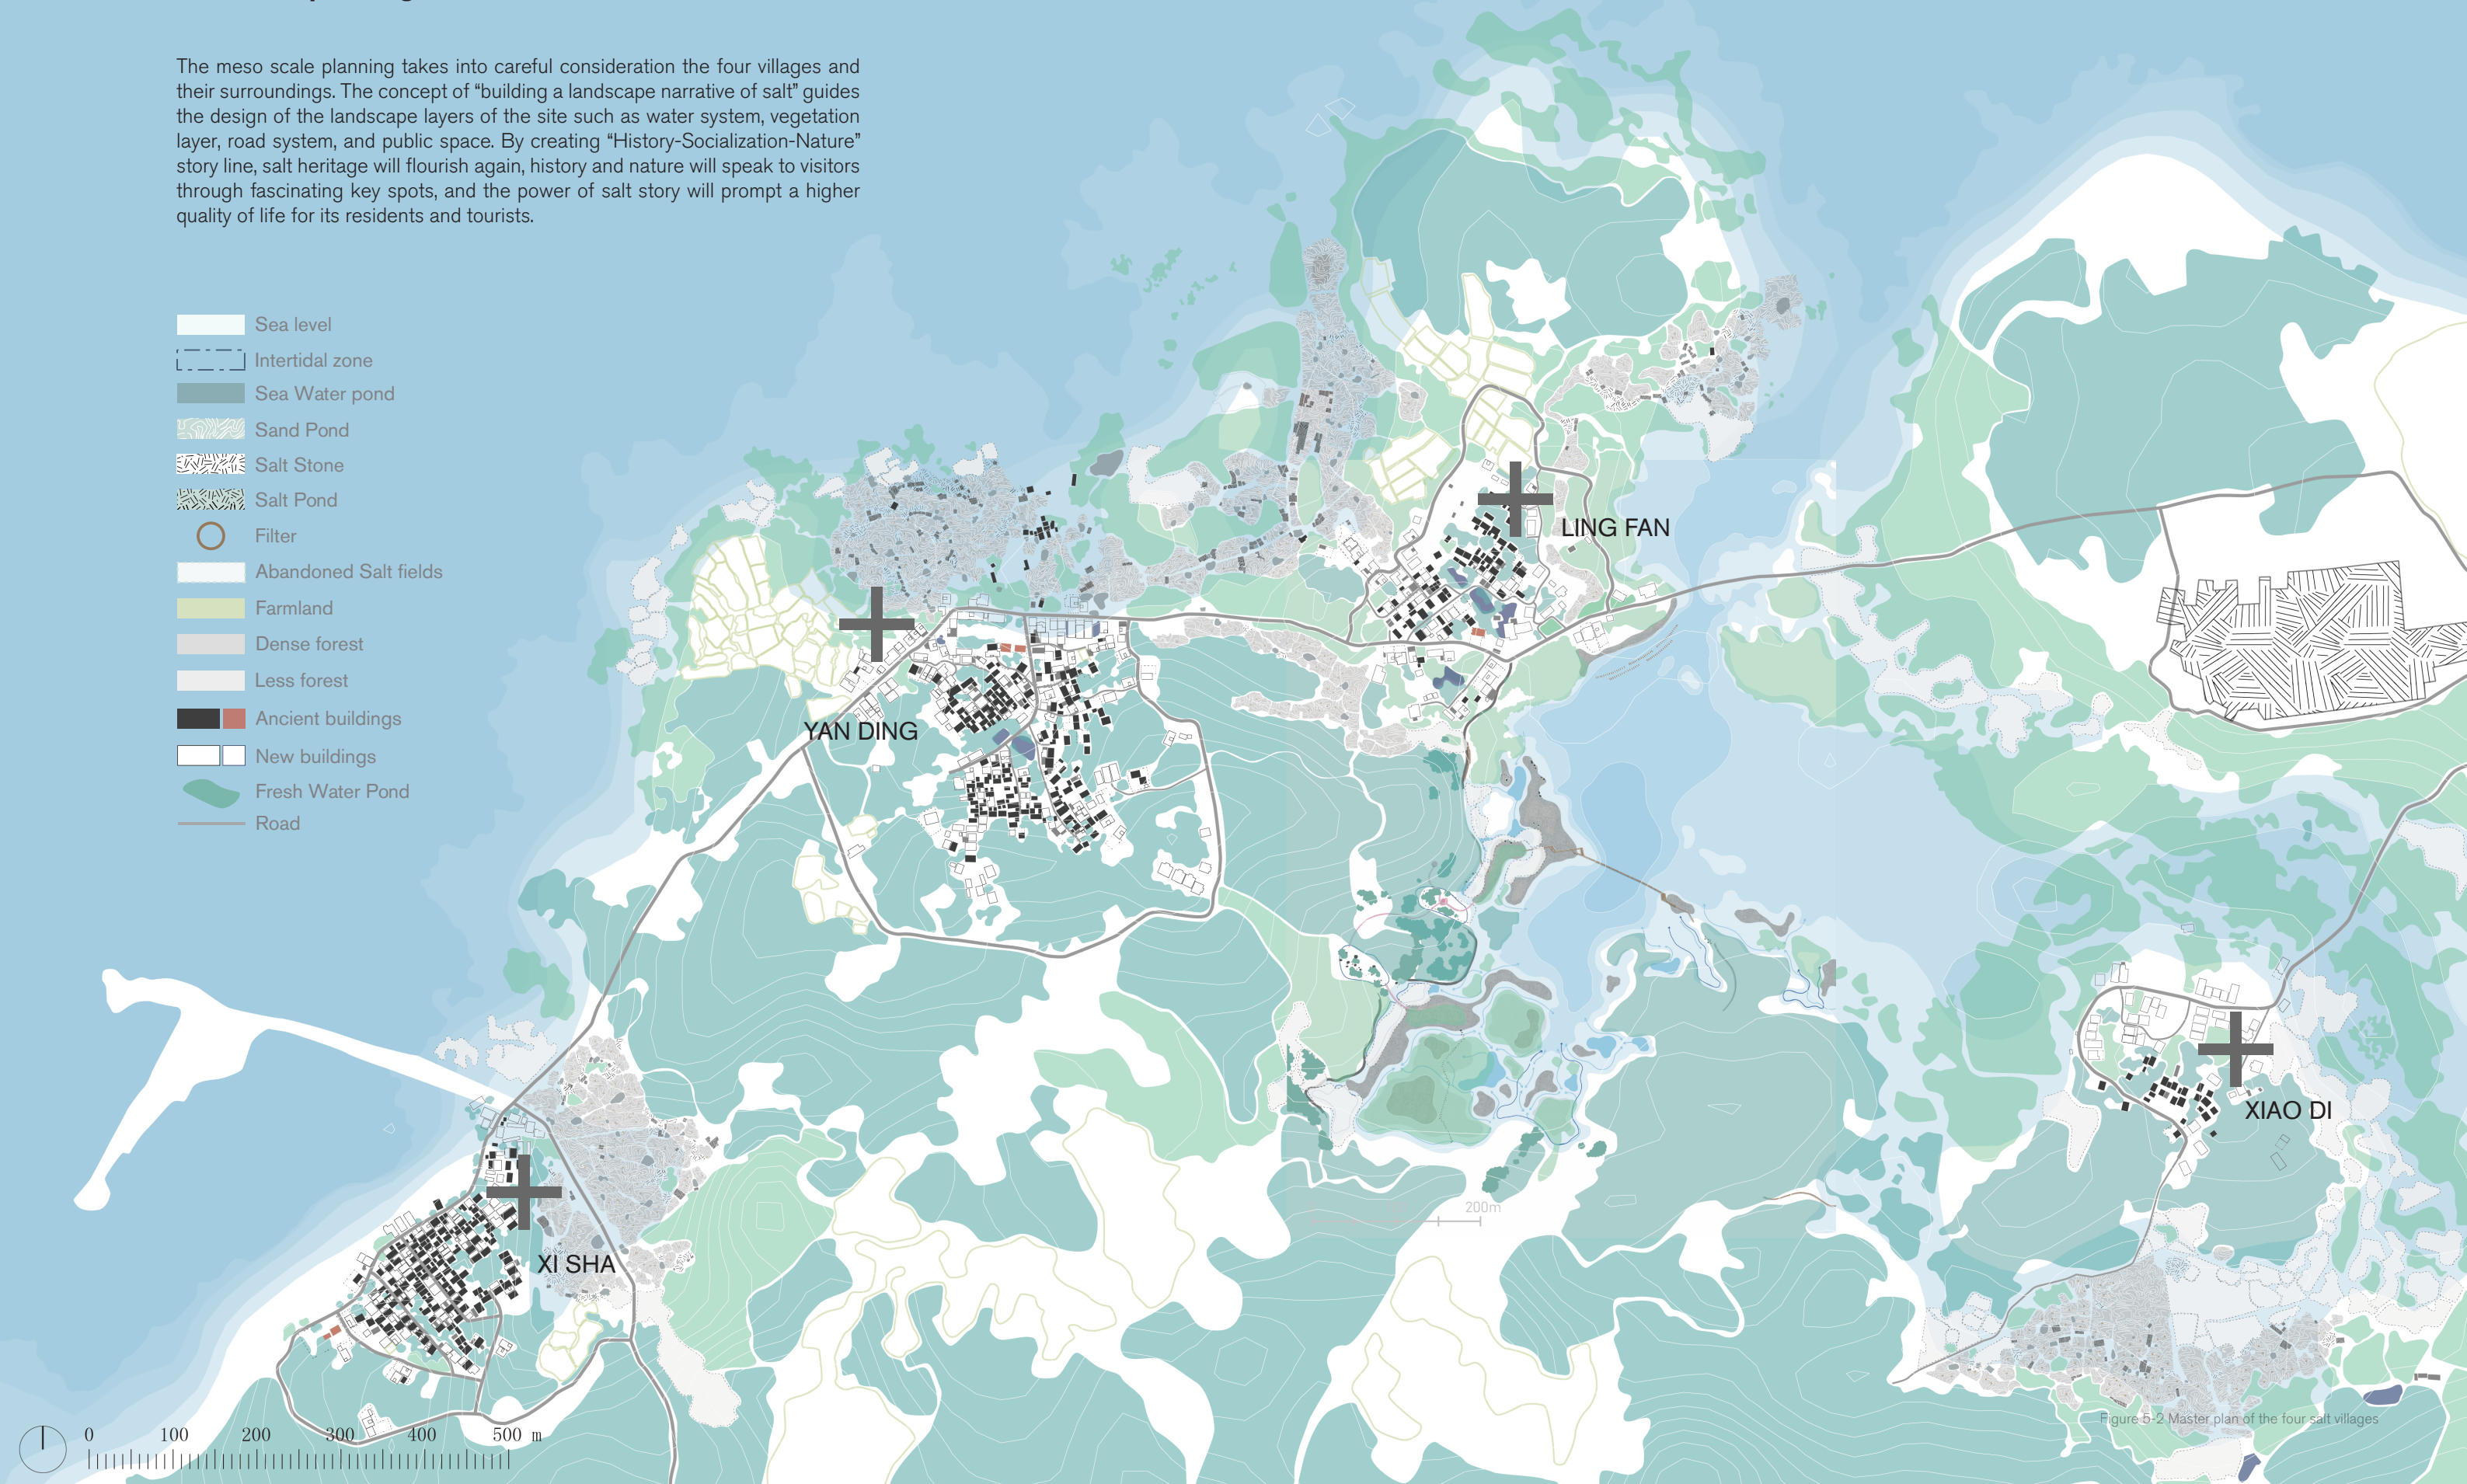 The meso scale planning takes into careful consideration the four villages and
their surroundings. The concept of “building a landscape narrative of salt” guides
the design of the landscape layers of the site such as water system, vegetation
layer, road system, and public space. By creating “History-Socialization-Nature”
story line, salt heritage will flourish again, history and nature will speak to visitors
through fascinating key spots, and the power of salt story will prompt a higher
quality of life for its residents and tourists.
Sea level
Intertidal zone
Sea Water pond
Sand Pond
Salt Stone
Salt Pond
Filter
Abandoned Salt fields
Farmland
Dense forest
Less forest
Ancient buildings
New buildings
Fresh Water Pond
Road
LING FAN
YAN DING
XIAO DI
200m
XI SHA
Figure 5-2 Master plan of the four salt villages
0 100 200 300 400 500 m